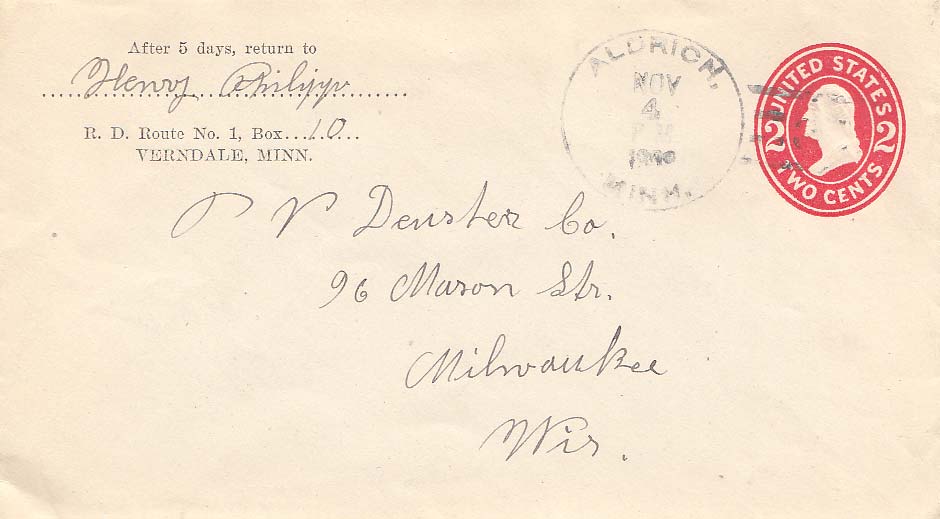 After 5 days, return to
Henry Philipp
R. D. Route No. 1, Box...10..
VERNDALE, MINN.
ALDRICH,
NOV
4
MINN.
UNITED STATES
2 2
TWO CENTS
P V Deuster Co.
96 Mason Str.
Milwaukee
Wis.